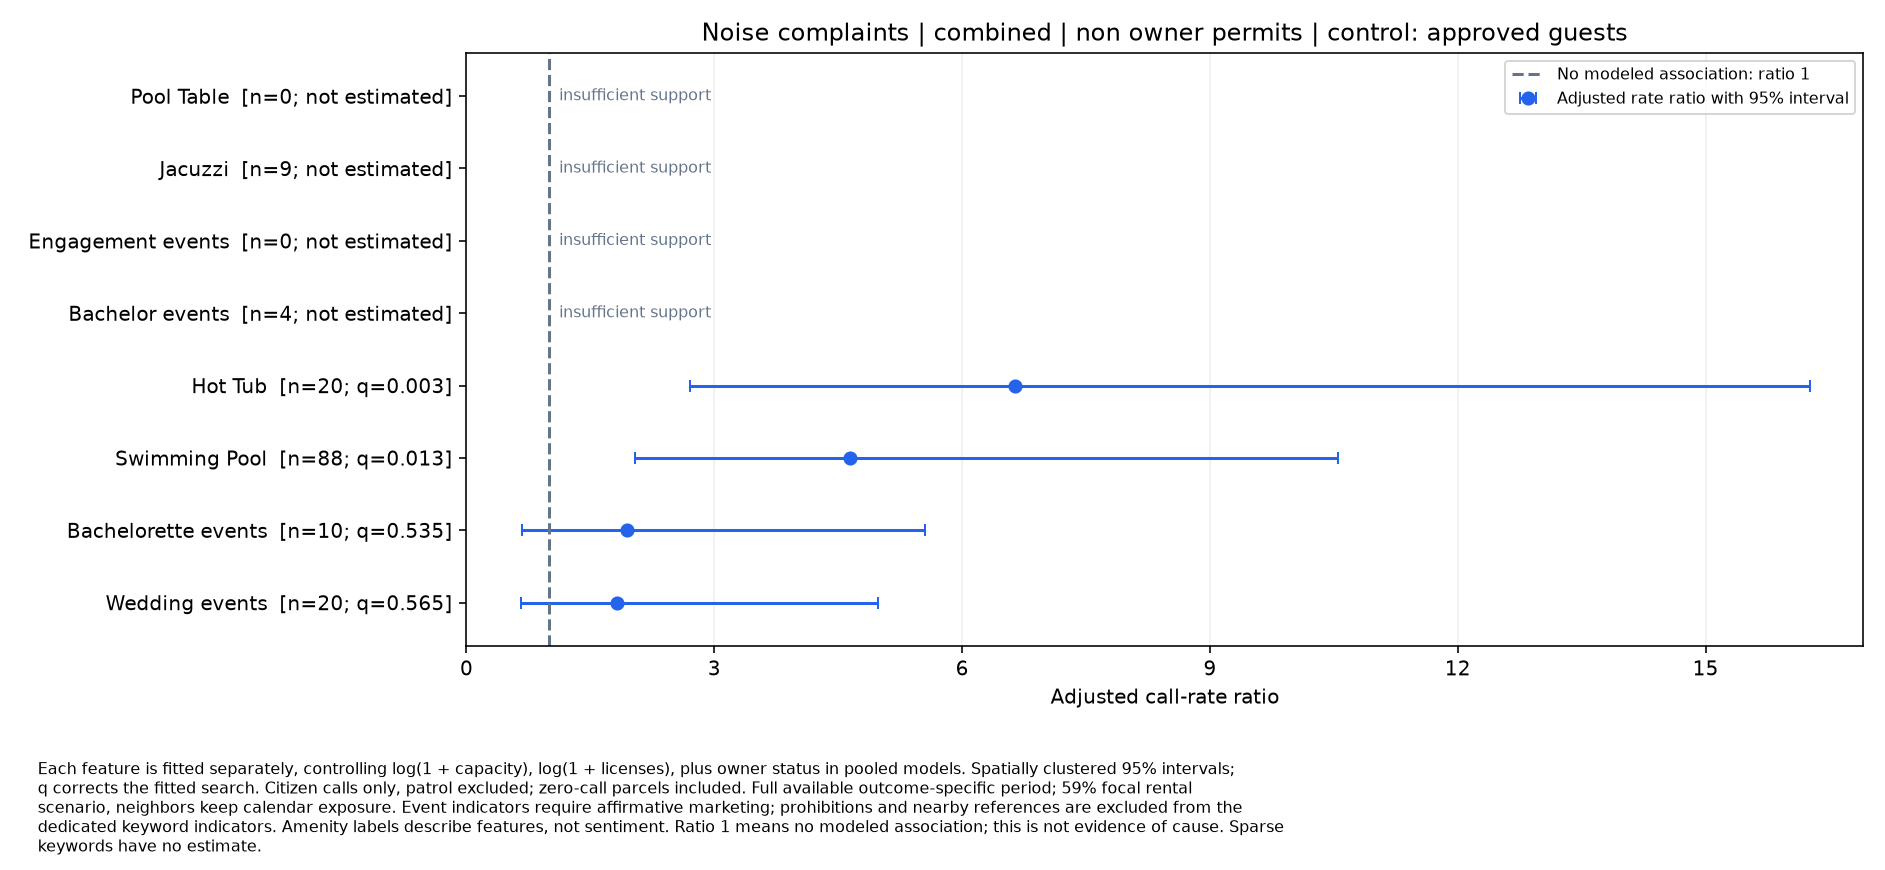 Noise complaints | combined | non owner permits | control: approved guests
No modeled association: ratio 1
Adjusted rate ratio with 95% interval
Pool Table [n=0; not estimated]
insufficient support
Jacuzzi [n=9; not estimated]
insufficient support
Engagement events [n=0; not estimated]
insufficient support
Bachelor events [n=4; not estimated]
insufficient support
Hot Tub [n=20; q=0.003]
Swimming Pool [n=88; q=0.013]
Bachelorette events [n=10; q=0.535]
Wedding events [n=20; q=0.565]
0 3 6 9 12 15
Adjusted call-rate ratio
Each feature is fitted separately, controlling log(1 + capacity), log(1 + licenses), plus owner status in pooled models. Spatially clustered 95% intervals;
q corrects the fitted search. Citizen calls only, patrol excluded; zero-call parcels included. Full available outcome-specific period; 59% focal rental
scenario, neighbors keep calendar exposure. Event indicators require affirmative marketing; prohibitions and nearby references are excluded from the
dedicated keyword indicators. Amenity labels describe features, not sentiment. Ratio 1 means no modeled association; this is not evidence of cause. Sparse
keywords have no estimate.